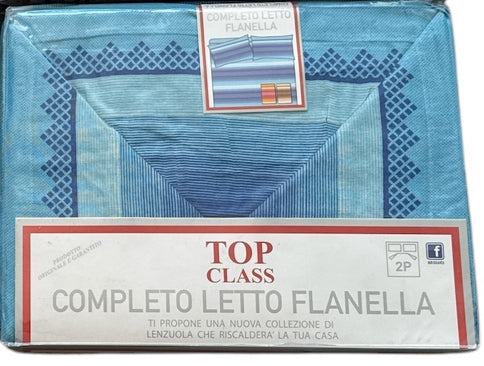 COMPLETO LETTO
FLANELLA
TOP
CLASS
PRODOTTO
ORIGINALE E GARANTITO
2P
f
COMPLETO LETTO FLANELLA
TI PROPONE UNA NUOVA COLLEZIONE DI
LENZUOLA CHE RISCALDERA' LA TUA CASA